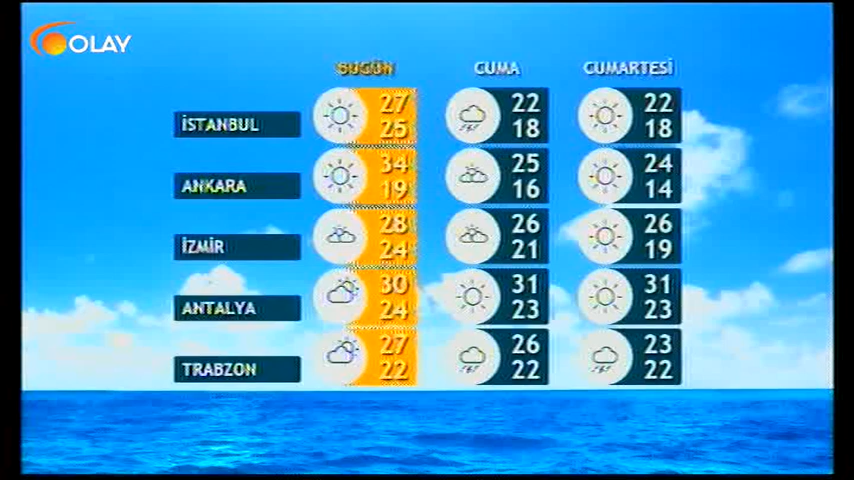 OLAY
BUGÜN CUMA CUMARTESİ
İSTANBUL 27 25 22 18 22 18
ANKARA 34 19 25 16 24 14
İZMİR 28 24 26 21 26 19
ANTALYA 30 24 31 23 31 23
TRABZON 27 22 26 22 23 22